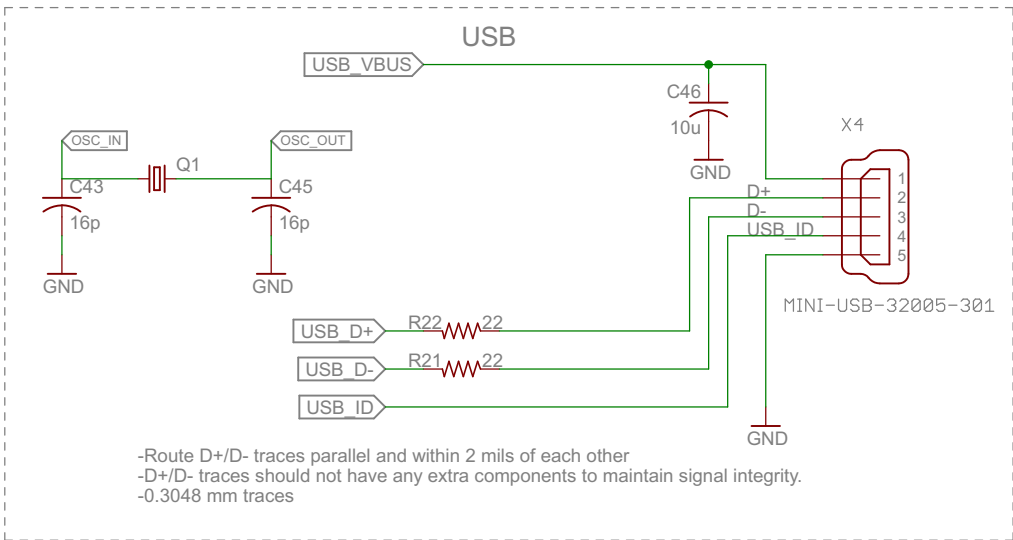 USB
USB_VBUS
C46
10u
GND
X4
OSC_IN
Q1
OSC_OUT
C43
16p
GND
C45
16p
GND
D+
D-
USB_ID
1
2
3
4
5
MINI-USB-32005-301
USB_D+
R22
22
USB_D-
R21
22
USB_ID
GND
-Route D+/D- traces parallel and within 2 mils of each other
-D+/D- traces should not have any extra components to maintain signal integrity.
-0.3048 mm traces